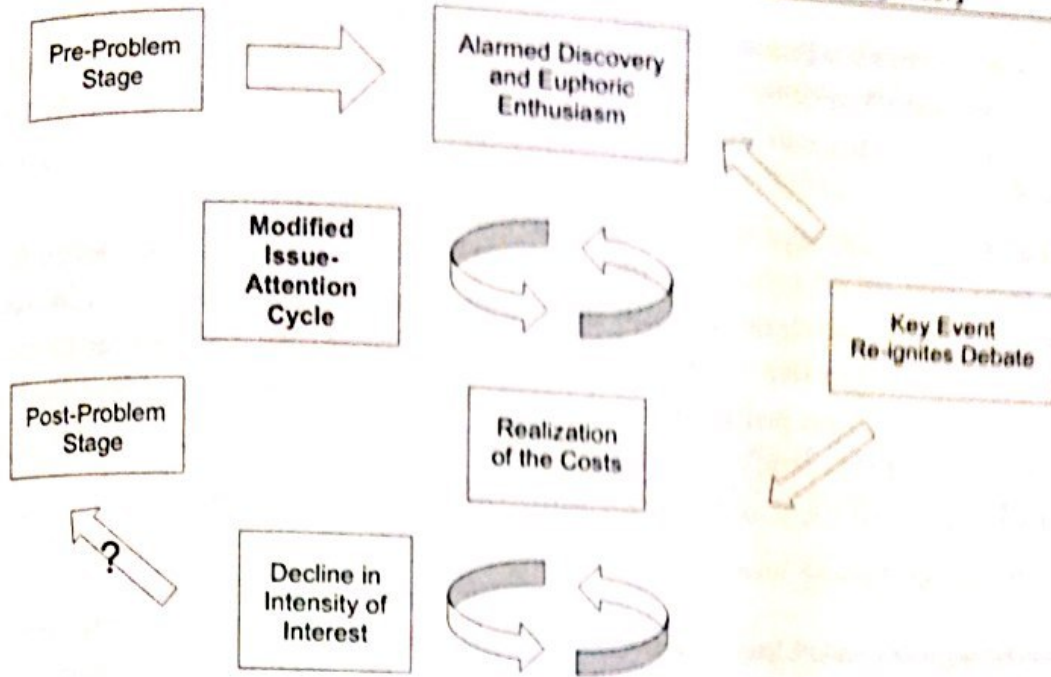 Pre-Problem
Stage
Alarmed Discovery
and Euphoric
Enthusiasm
Modified
Issue-
Attention
Cycle
Key Event
Re-Ignites Debate
Post-Problem
Stage
Realization
of the Costs
?
Decline in
Intensity of
Interest